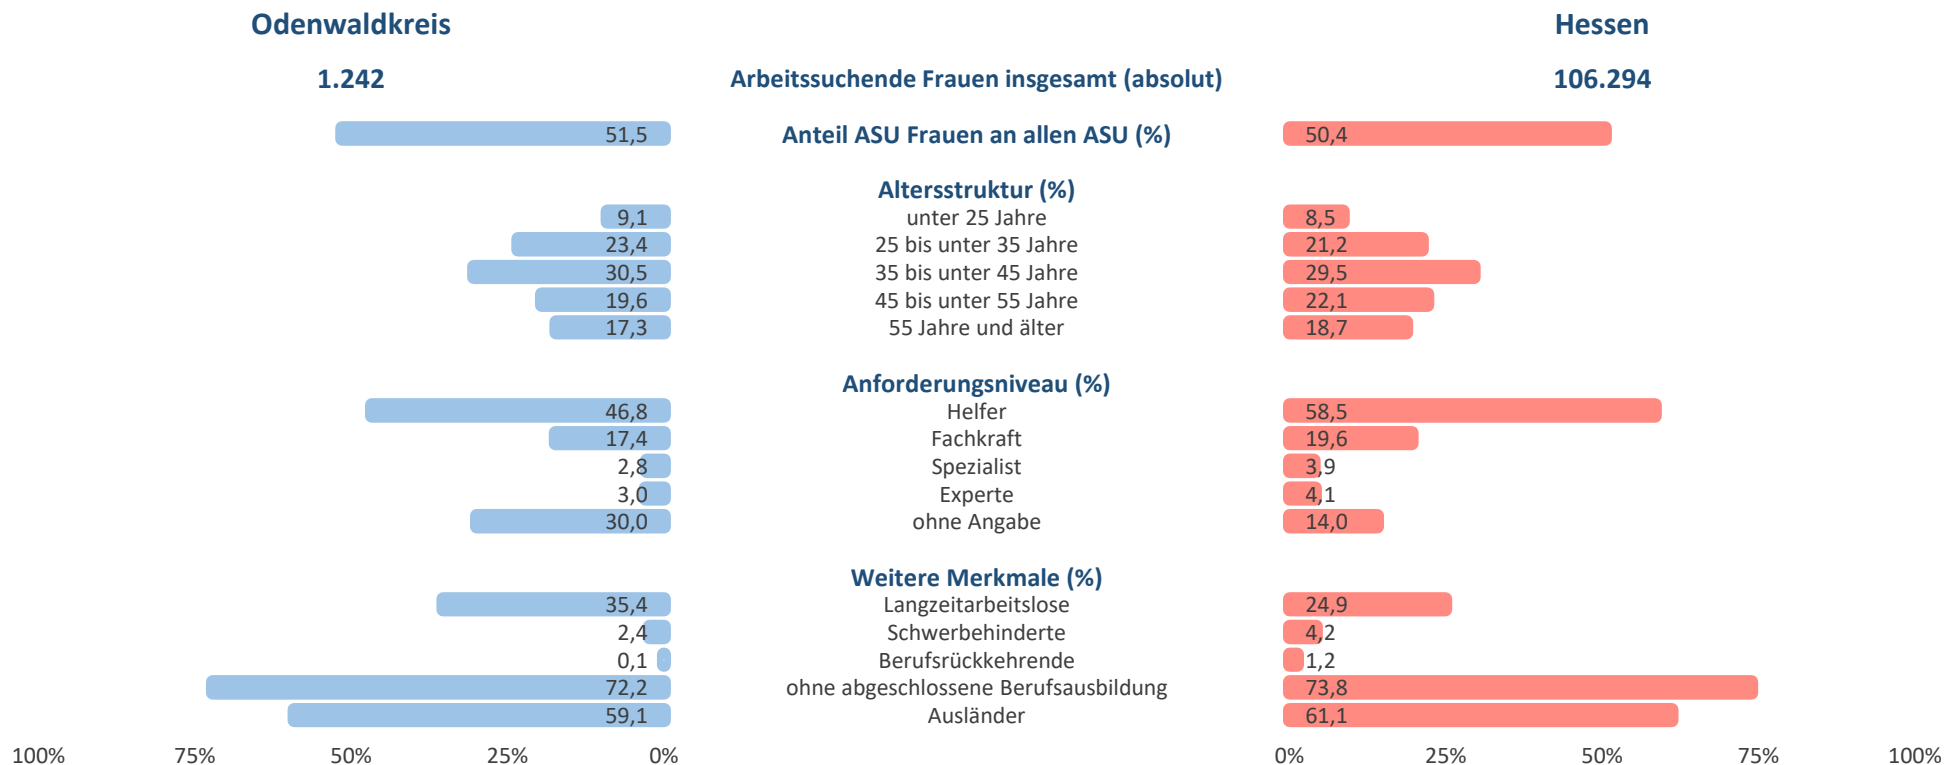 Odenwaldkreis Hessen
1.242 Arbeitssuchende Frauen insgesamt (absolut) 106.294
51,5 Anteil ASU Frauen an allen ASU (%) 50,4
Altersstruktur (%)
9,1 unter 25 Jahre 8,5
23,4 25 bis unter 35 Jahre 21,2
30,5 35 bis unter 45 Jahre 29,5
19,6 45 bis unter 55 Jahre 22,1
17,3 55 Jahre und älter 18,7
Anforderungsniveau (%)
46,8 Helfer 58,5
17,4 Fachkraft 19,6
2,8 Spezialist 3,9
3,0 Experte 4,1
30,0 ohne Angabe 14,0
Weitere Merkmale (%)
35,4 Langzeitarbeitslose 24,9
2,4 Schwerbehinderte 4,2
0,1 Berufsrückkehrende 1,2
72,2 ohne abgeschlossene Berufsausbildung 73,8
59,1 Ausländer 61,1
100% 75% 50% 25% 0% 0% 25% 50% 75% 100%